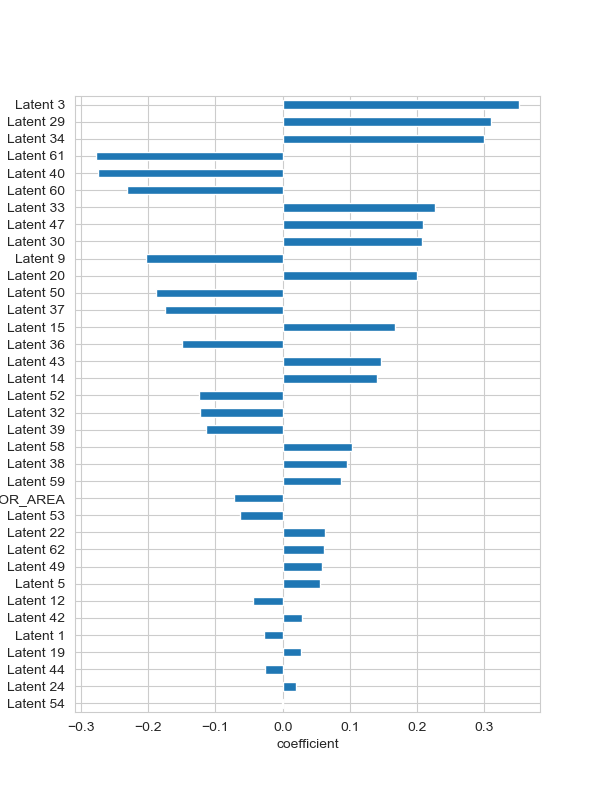 Latent 3
Latent 29
Latent 34
Latent 61
Latent 40
Latent 60
Latent 33
Latent 47
Latent 30
Latent 9
Latent 20
Latent 50
Latent 37
Latent 15
Latent 36
Latent 43
Latent 14
Latent 52
Latent 32
Latent 39
Latent 58
Latent 38
Latent 59
OR_AREA
Latent 53
Latent 22
Latent 62
Latent 49
Latent 5
Latent 12
Latent 42
Latent 1
Latent 19
Latent 44
Latent 24
Latent 54
−0.3 −0.2 −0.1 0.0 0.1 0.2 0.3
coefficient